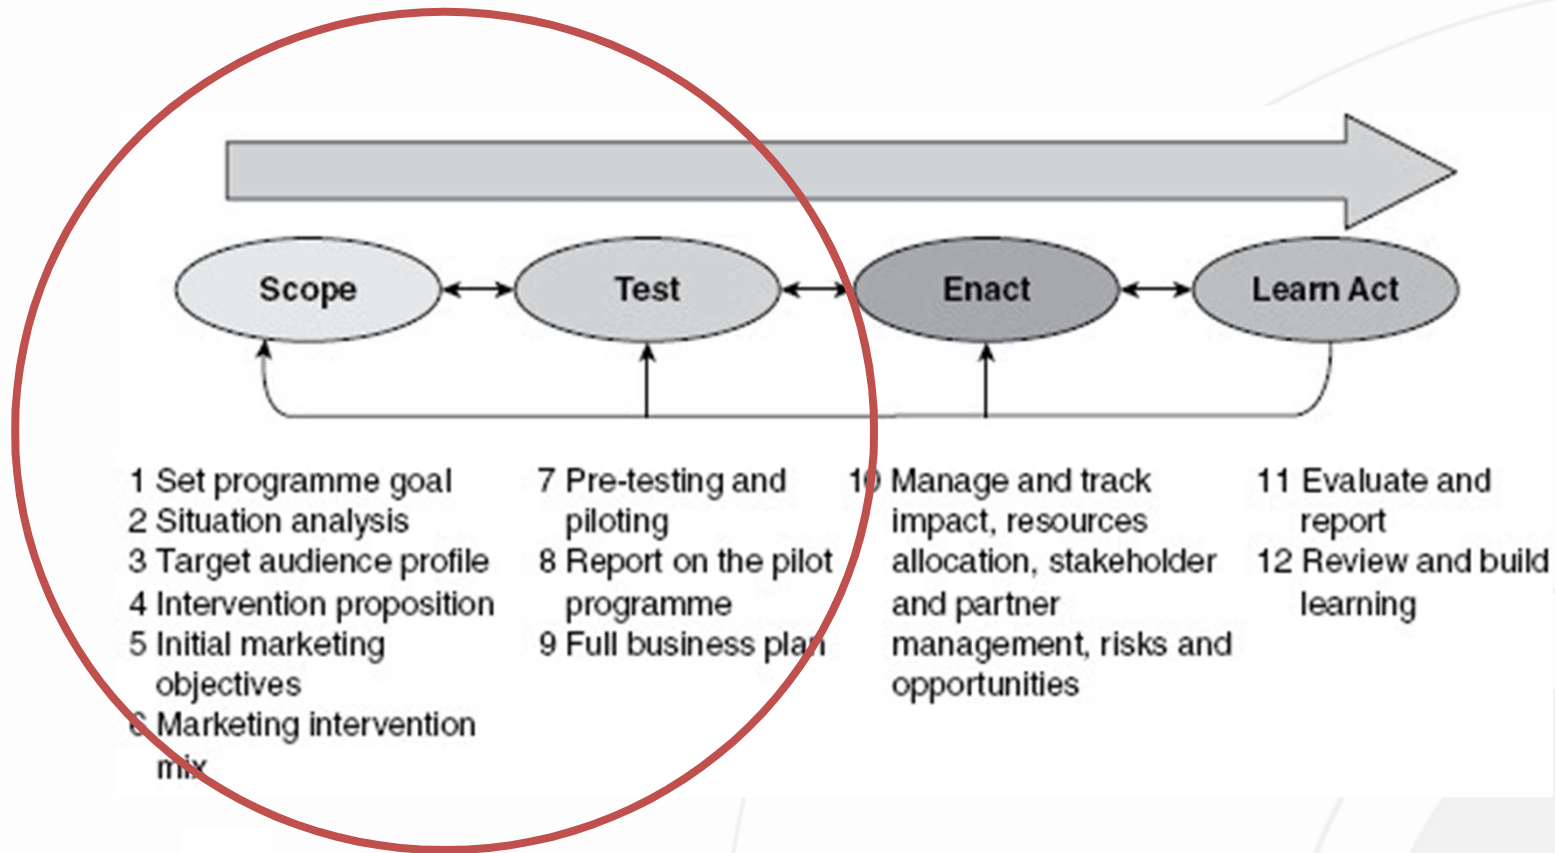 Scope
Test
Enact
Learn Act
1 Set programme goal
2 Situation analysis
3 Target audience profile
4 Intervention proposition
5 Initial marketing
objectives
6 Marketing intervention
mix
7 Pre-testing and
piloting
8 Report on the pilot
programme
9 Full business plan
10 Manage and track
impact, resources
allocation, stakeholder
and partner
management, risks and
opportunities
11 Evaluate and
report
12 Review and build
learning